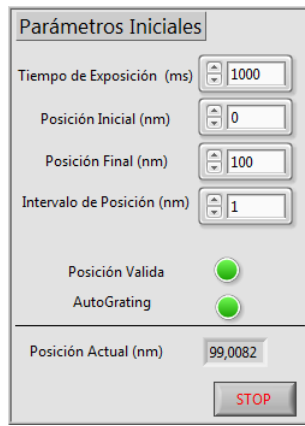 Parámetros Iniciales
Tiempo de Exposición (ms) 1000
Posición Inicial (nm) 0
Posición Final (nm) 100
Intervalo de Posición (nm) 1
Posición Valida
AutoGrating
Posición Actual (nm) 99,0082
STOP